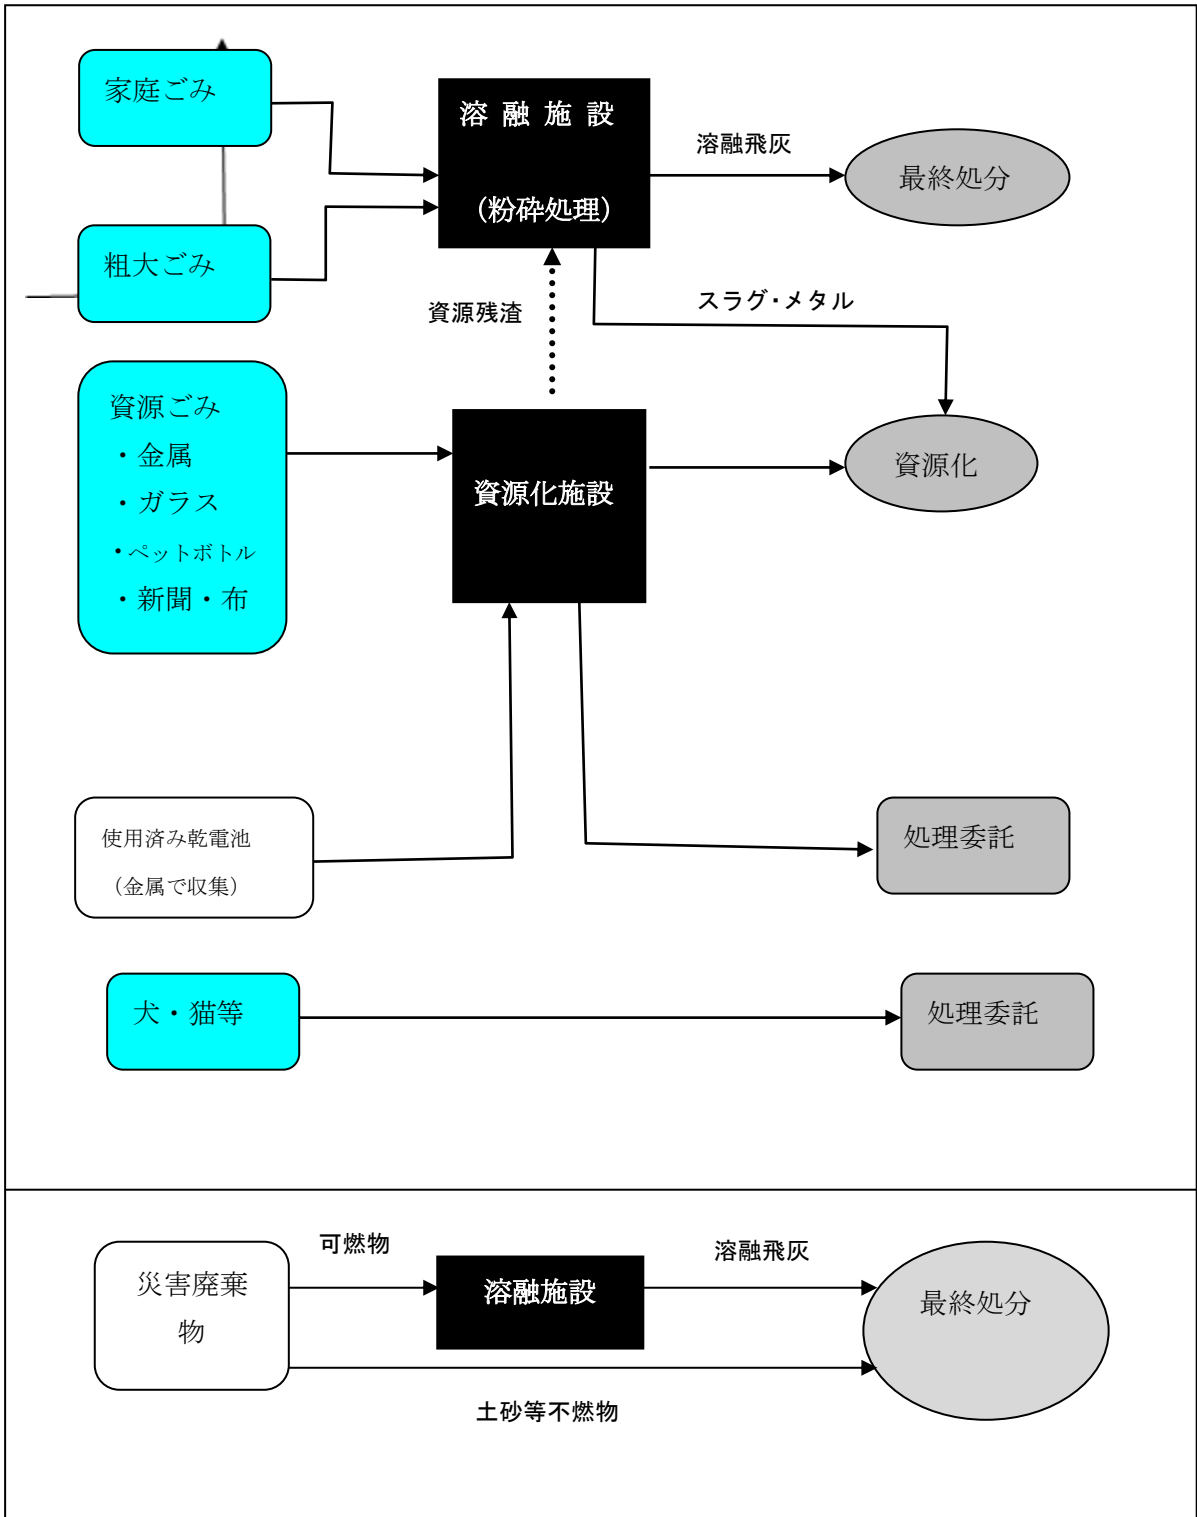 家庭ごみ
溶 融 施 設
(粉砕処理)
溶融飛灰
最終処分
粗大ごみ
資源残渣
スラグ・メタル
資源ごみ
・金属
・ガラス
・ペットボトル
・新聞・布
資源化施設
資源化
使用済み乾電池
（金属で収集）
処理委託
犬・猫等
処理委託
災害廃棄
物
可燃物
溶融施設
溶融飛灰
最終処分
土砂等不燃物